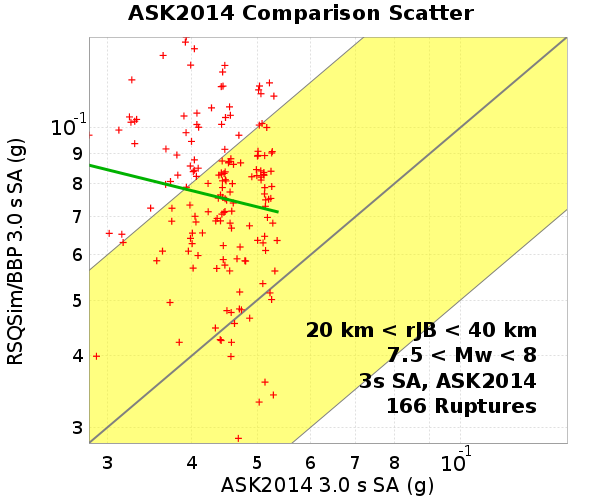 ASK2014 Comparison Scatter
RSQSim/BBP 3.0 s SA (g)
10-1
9
8
7
6
5
4
3
20 km < rJB < 40 km
7.5 < Mw < 8
3s SA, ASK2014
166 Ruptures
3 4 5 6 7 8 10-1
ASK2014 3.0 s SA (g)